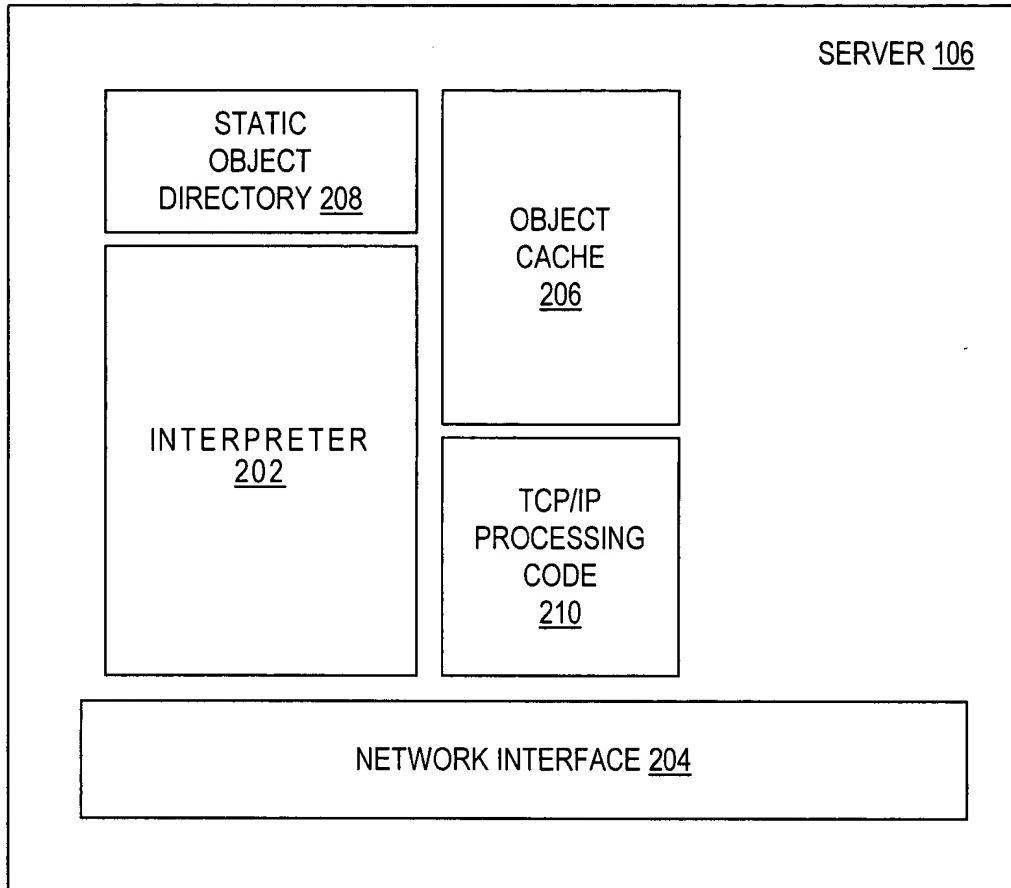 SERVER 106
STATIC
OBJECT
DIRECTORY 208
OBJECT
CACHE
206
INTERPRETER
202
TCP/IP
PROCESSING
CODE
210
NETWORK INTERFACE 204